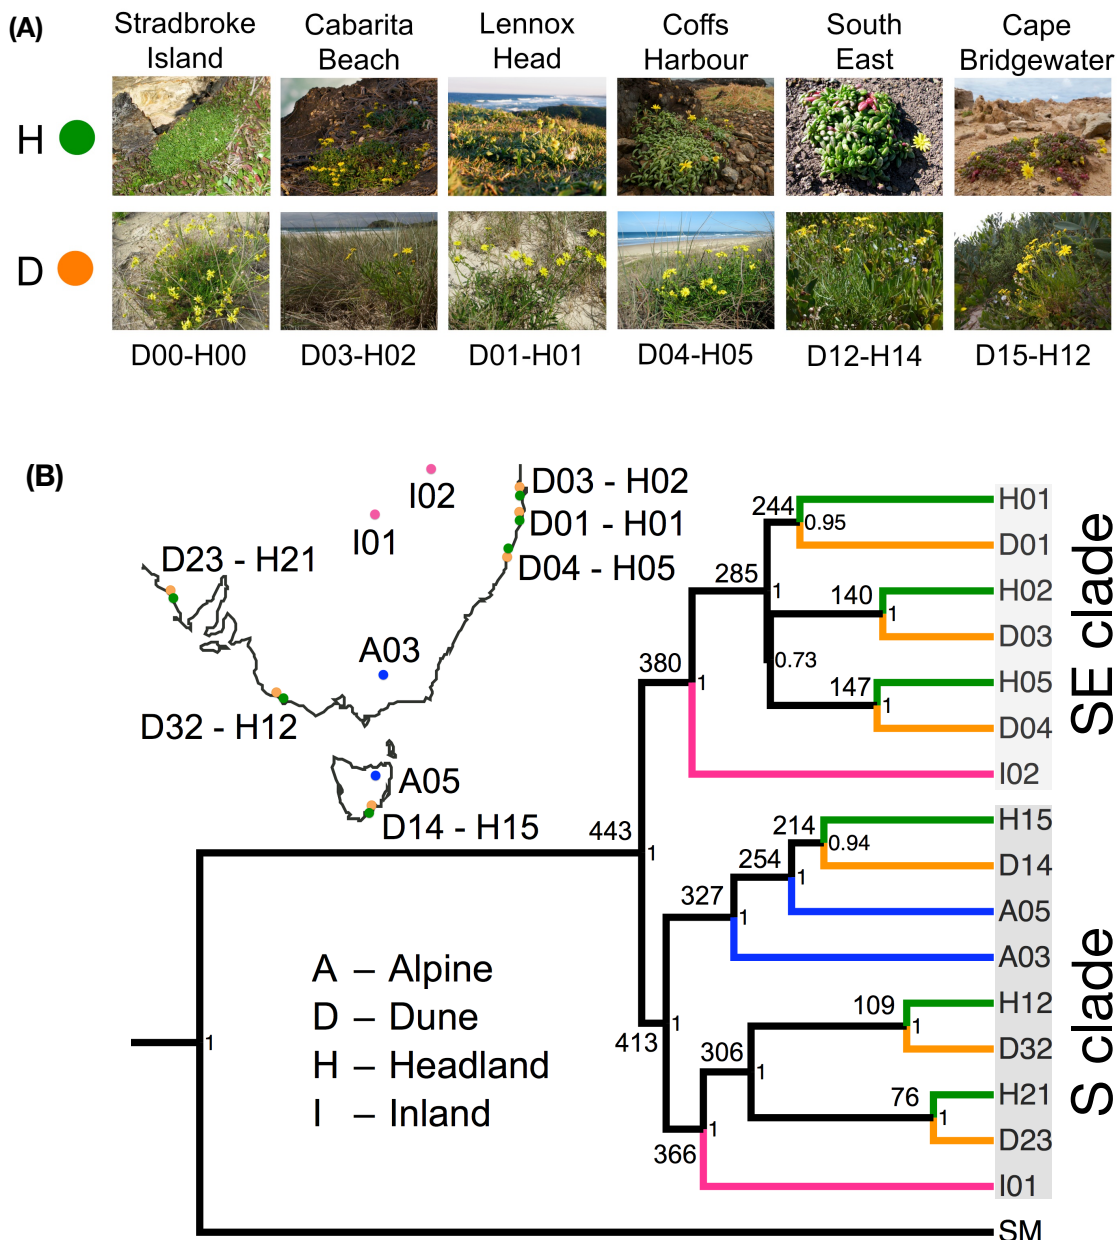 (A)
Stradbroke Island
Cabarita Beach
Lennox Head
Coffs Harbour
South East
Cape Bridgewater
H
D
D00-H00
D03-H02
D01-H01
D04-H05
D12-H14
D15-H12
(B)
I02
I01
D03 - H02
D01 - H01
D04 - H05
D23 - H21
A03
D32 - H12
A05
D14 - H15
A – Alpine
D – Dune
H – Headland
I – Inland
1
443
1
380
1
285
1
244
0.95
0.73
140
1
147
1
413
1
327
1
254
1
214
0.94
366
1
306
1
109
1
76
1
H01
D01
H02
D03
H05
D04
I02
H15
D14
A05
A03
H12
D32
H21
D23
I01
SM
SE clade
S clade